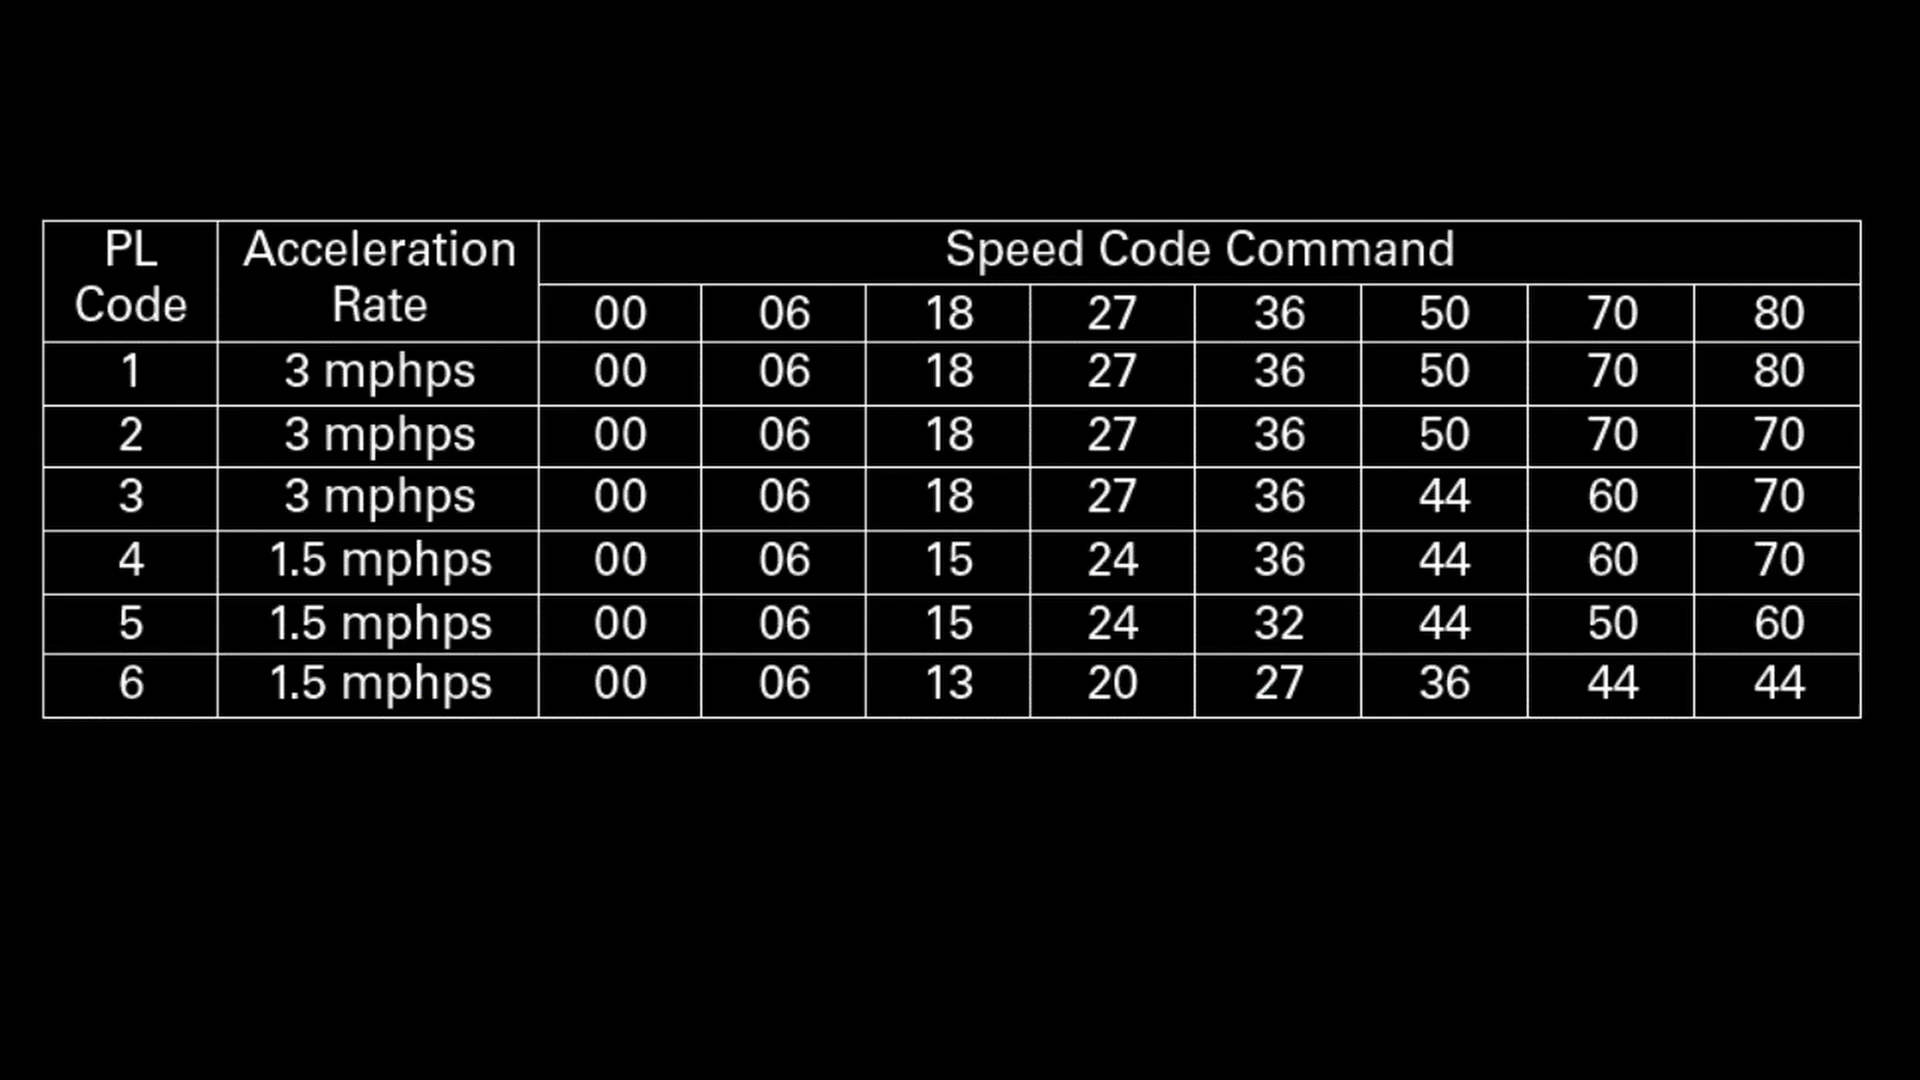 PL Code Acceleration Rate Speed Code Command
00 06 18 27 36 50 70 80
1 3 mphps 00 06 18 27 36 50 70 80
2 3 mphps 00 06 18 27 36 50 70 70
3 3 mphps 00 06 18 27 36 44 60 70
4 1.5 mphps 00 06 15 24 36 44 60 70
5 1.5 mphps 00 06 15 24 32 44 50 60
6 1.5 mphps 00 06 13 20 27 36 44 44